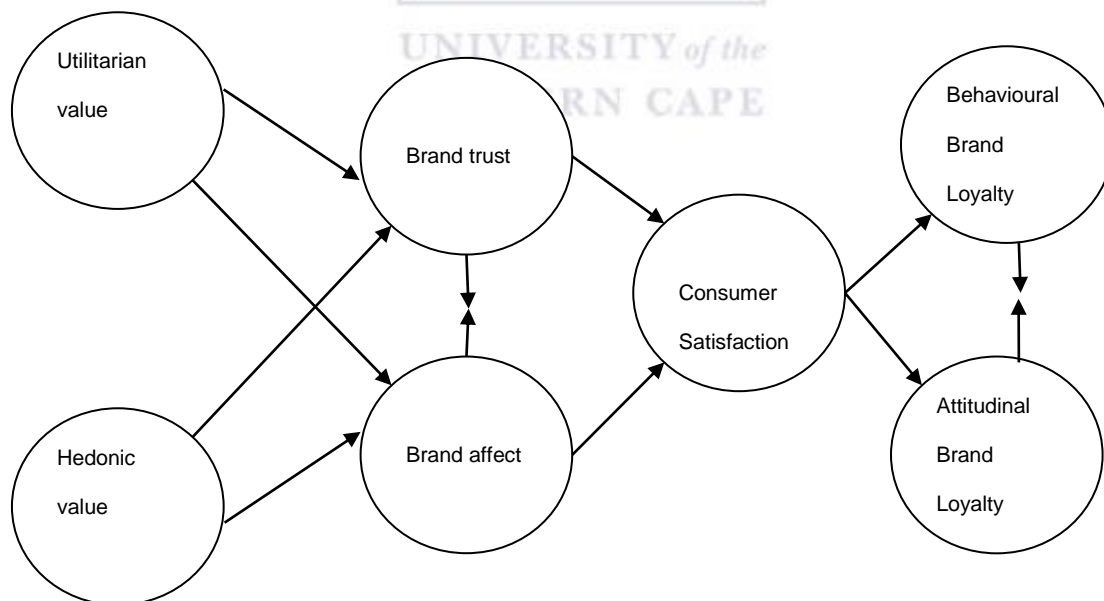 UNIVERSITY of the
RN CAPE
Utilitarian
value
Brand trust
Behavioural
Brand
Loyalty
Consumer
Satisfaction
Hedonic
value
Brand affect
Attitudinal
Brand
Loyalty